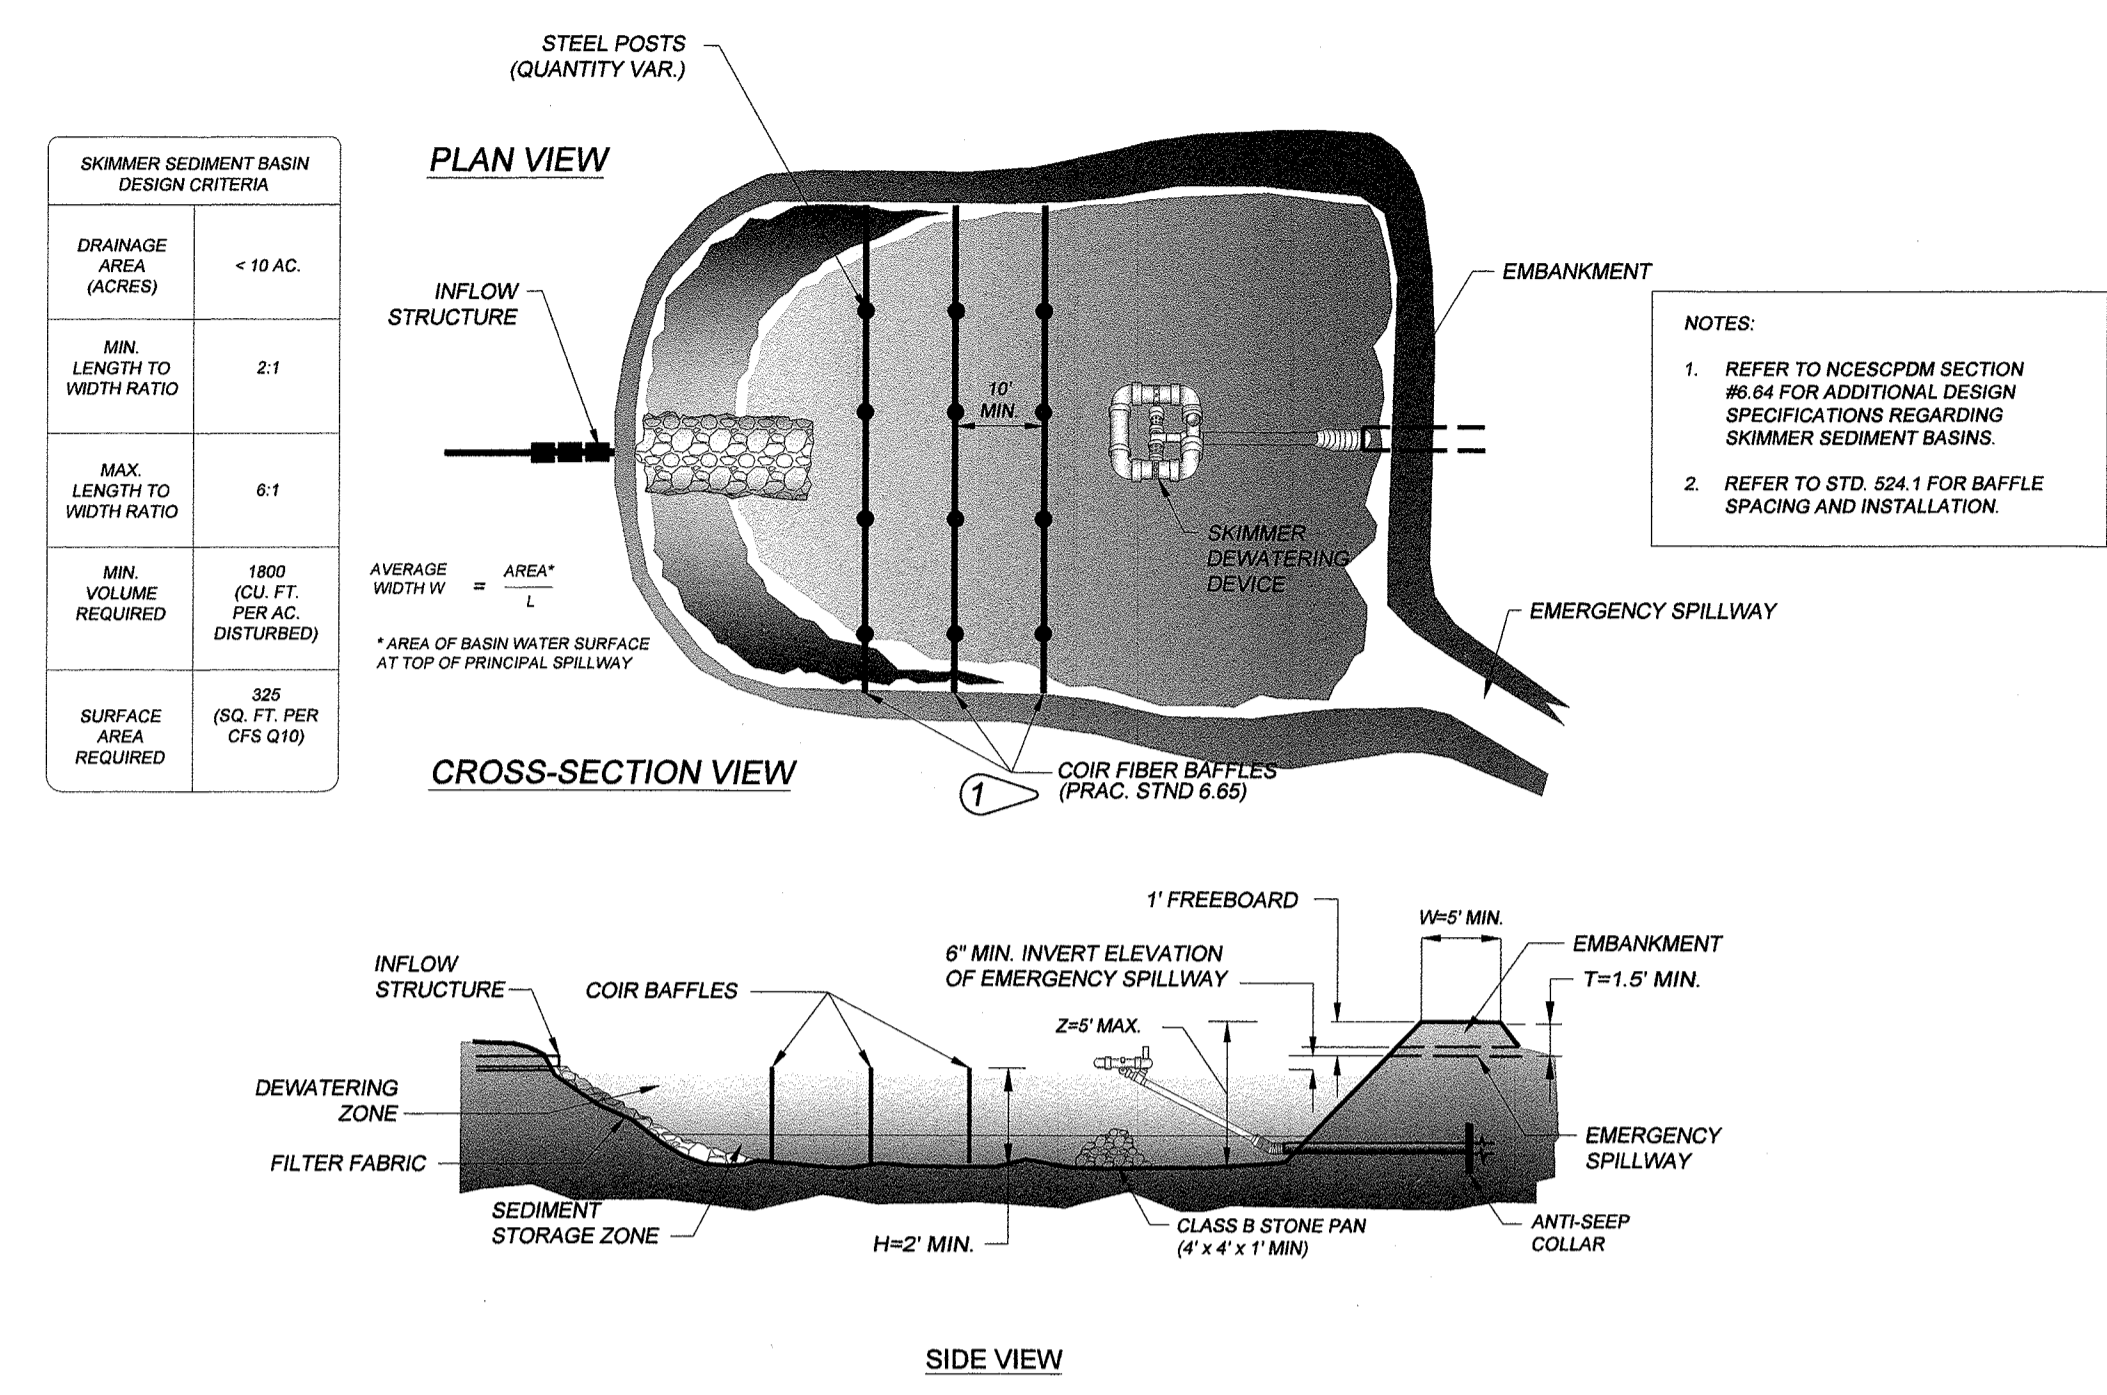 STEEL POSTS
(QUANTITY VAR.)
PLAN VIEW
SKIMMER SEDIMENT BASIN
DESIGN CRITERIA
DRAINAGE
AREA
(ACRES)
< 10 AC.
MIN.
LENGTH TO
WIDTH RATIO
2:1
MAX.
LENGTH TO
WIDTH RATIO
6:1
MIN.
VOLUME
REQUIRED
1800
(CU. FT.
PER AC.
DISTURBED)
SURFACE
AREA
REQUIRED
325
(SQ. FT. PER
CFS Q10)
INFLOW
STRUCTURE
10'
MIN.
EMBANKMENT
SKIMMER
DEWATERING
DEVICE
EMERGENCY SPILLWAY
NOTES:
1. REFER TO NCESCPDM SECTION
#6.64 FOR ADDITIONAL DESIGN
SPECIFICATIONS REGARDING
SKIMMER SEDIMENT BASINS.
2. REFER TO STD. 524.1 FOR BAFFLE
SPACING AND INSTALLATION.
AVERAGE
WIDTH W = AREA*
L
* AREA OF BASIN WATER SURFACE
AT TOP OF PRINCIPAL SPILLWAY
COIR FIBER BAFFLES
(PRAC. STND 6.65)
1
CROSS-SECTION VIEW
1' FREEBOARD
W=5' MIN.
6" MIN. INVERT ELEVATION
OF EMERGENCY SPILLWAY
EMBANKMENT
T=1.5' MIN.
INFLOW
STRUCTURE
COIR BAFFLES
Z=5' MAX.
DEWATERING
ZONE
FILTER FABRIC
SEDIMENT
STORAGE ZONE
H=2' MIN.
CLASS B STONE PAN
(4' x 4' x 1' MIN)
EMERGENCY
SPILLWAY
ANTI-SEEP
COLLAR
SIDE VIEW